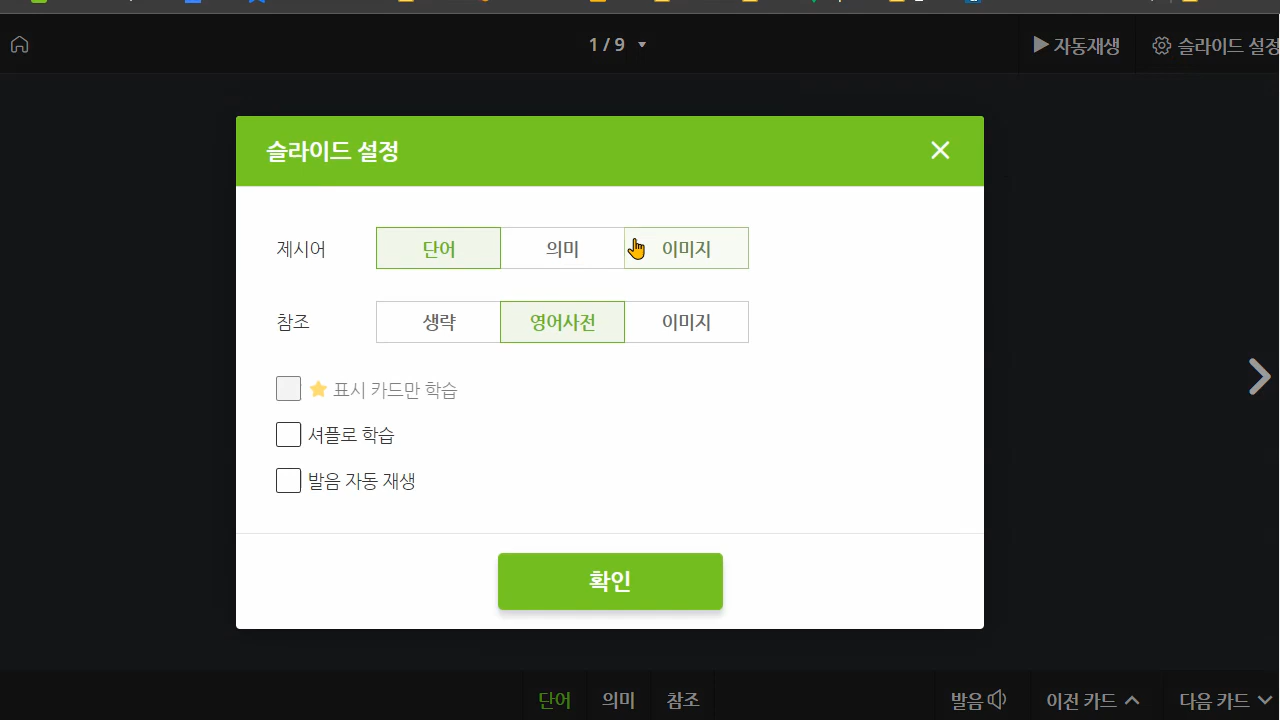 1 / 9
자동재생
슬라이드 설정
슬라이드 설정
제시어
단어
의미
이미지
참조
생략
영어사전
이미지
표시 카드만 학습
셔플로 학습
발음 자동 재생
확인
단어
의미
참조
발음
이전 카드
다음 카드